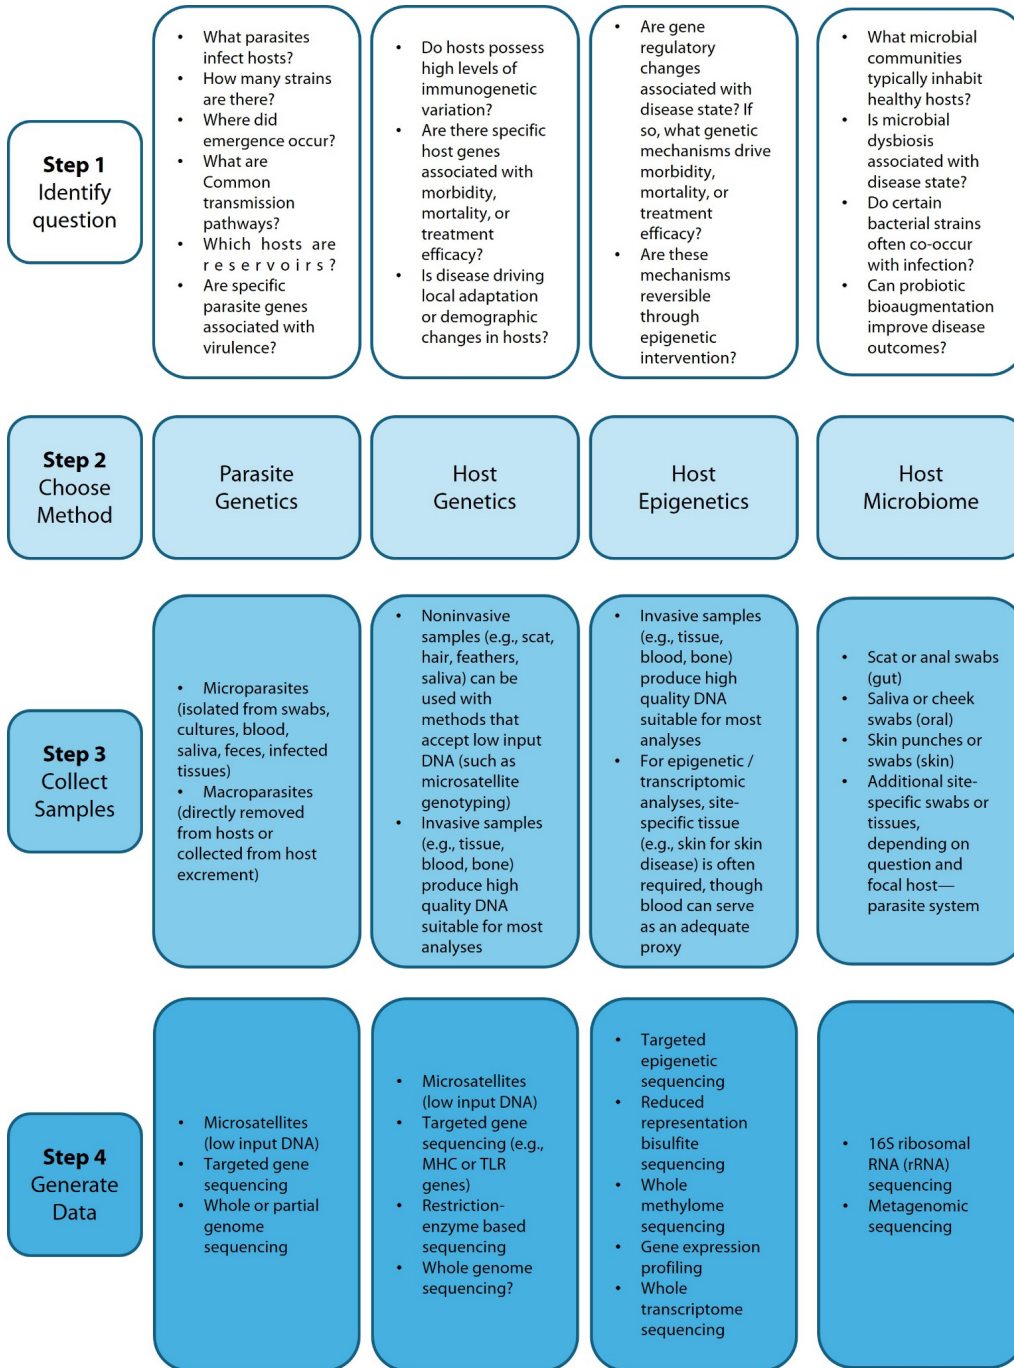 Step 1
Identify
question
• What parasites
infect hosts?
• How many strains
are there?
• Where did
emergence occur?
• What are
Common
transmission
pathways?
• Which hosts are
reservoirs?
• Are specific
parasite genes
associated with
virulence?
• Do hosts possess
high levels of
immunogenetic
variation?
• Are there specific
host genes
associated with
morbidity,
mortality, or
treatment
efficacy?
• Is disease driving
local adaptation
or demographic
changes in hosts?
• Are gene
regulatory
changes
associated with
disease state? If
so, what genetic
mechanisms drive
morbidity,
mortality, or
treatment
efficacy?
• Are these
mechanisms
reversible
through
epigenetic
intervention?
• What microbial
communities
typically inhabit
healthy hosts?
• Is microbial
dysbiosis
associated with
disease state?
• Do certain
bacterial strains
often co-occur
with infection?
• Can probiotic
bioaugmentation
improve disease
outcomes?
Step 2
Choose
Method
Parasite
Genetics
Host
Genetics
Host
Epigenetics
Host
Microbiome
Step 3
Collect
Samples
• Microparasites
(isolated from swabs,
cultures, blood,
saliva, feces, infected
tissues)
• Macroparasites
(directly removed
from hosts or
collected from host
excrement)
• Noninvasive
samples (e.g., scat,
hair, feathers,
saliva) can be
used with
methods that
accept low input
DNA (such as
microsatellite
genotyping)
• Invasive samples
(e.g., tissue,
blood, bone)
produce high
quality DNA
suitable for most
analyses
• Invasive samples
(e.g., tissue,
blood, bone)
produce high
quality DNA
suitable for most
analyses
• For epigenetic /
transcriptomic
analyses, site-
specific tissue
(e.g., skin for skin
disease) is often
required, though
blood can serve
as an adequate
proxy
• Scat or anal swabs
(gut)
• Saliva or cheek
swabs (oral)
• Skin punches or
swabs (skin)
• Additional site-
specific swabs or
tissues,
depending on
question and
focal host—
parasite system
Step 4
Generate
Data
• Microsatellites
(low input DNA)
• Targeted gene
sequencing
• Whole or partial
genome
sequencing
• Microsatellites
(low input DNA)
• Targeted gene
sequencing (e.g.,
MHC or TLR
genes)
• Restriction-
enzyme based
sequencing
• Whole genome
sequencing?
• Targeted
epigenetic
sequencing
• Reduced
representation
bisulfite
sequencing
• Whole
methylome
sequencing
• Gene expression
profiling
• Whole
transcriptome
sequencing
• 16S ribosomal
RNA (rRNA)
sequencing
• Metagenomic
sequencing